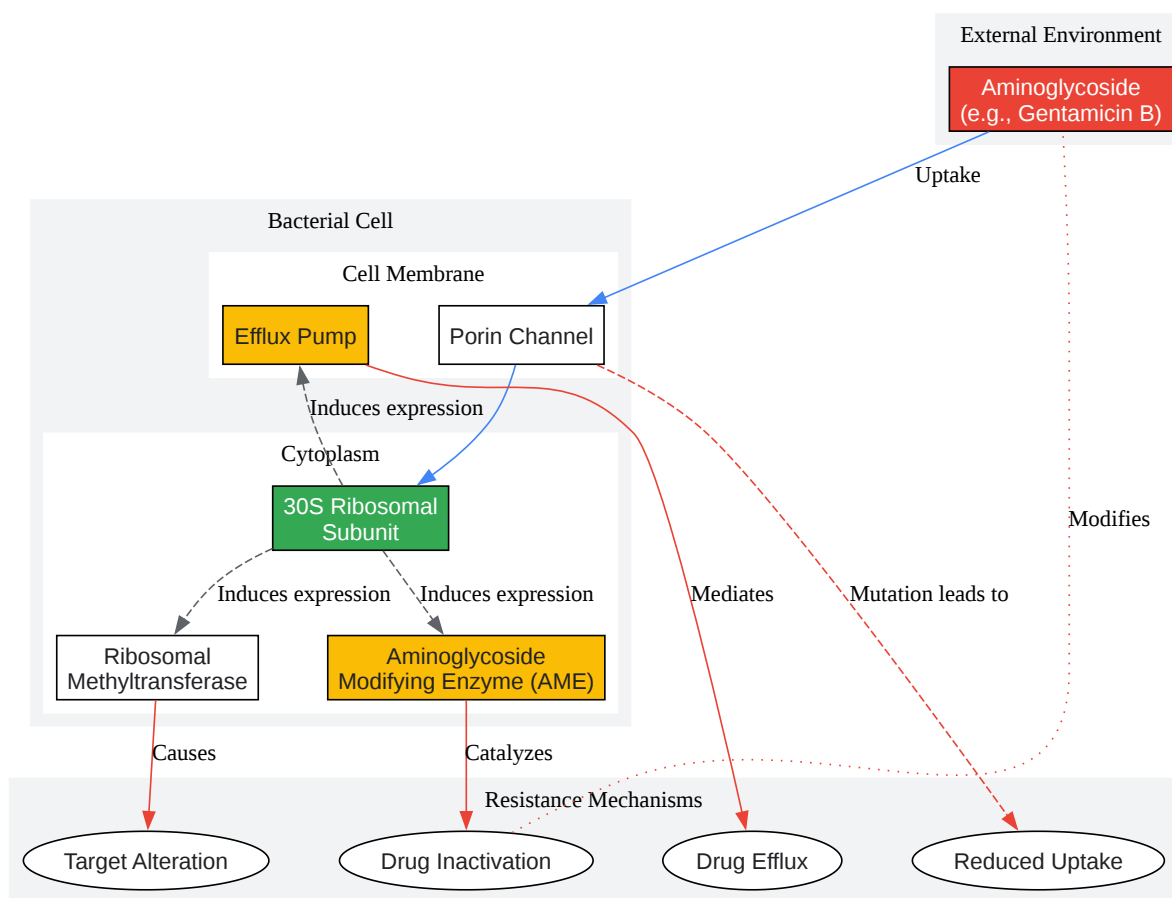 External Environment
Aminoglycoside
(e.g., Gentamicin B)
Uptake
Bacterial Cell
Cell Membrane
Efflux Pump
Porin Channel
Induces expression
Cytoplasm
30S Ribosomal
Subunit
Modifies
Induces expression
Induces expression
Mediates
Mutation leads to
Ribosomal
Methyltransferase
Aminoglycoside
Modifying Enzyme (AME)
Causes
Catalyzes
Resistance Mechanisms
Target Alteration
Drug Inactivation
Drug Efflux
Reduced Uptake